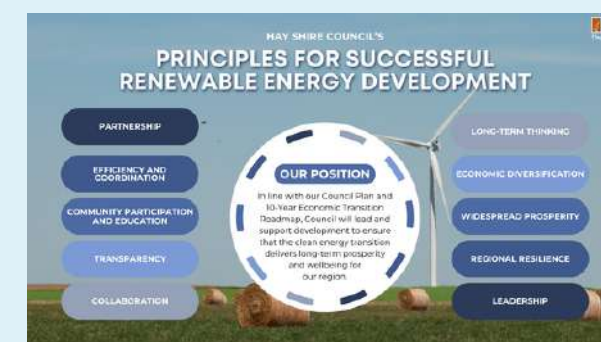 HAY SHIRE COUNCIL'S
PRINCIPLES FOR SUCCESSFUL
RENEWABLE ENERGY DEVELOPMENT
PARTNERSHIP
EFFICIENCY AND
COORDINATION
COMMUNITY PARTICIPATION
AND EDUCATION
TRANSPARENCY
COLLABORATION
OUR POSITION
In line with our Council Plan and
10-Year Economic Transition
Roadmap, Council will lead and
support development to ensure
that the clean energy transition
delivers long-term prosperity
and wellbeing for
our region.
LONG-TERM THINKING
ECONOMIC DIVERSIFICATION
WIDESPREAD PROSPERITY
REGIONAL RESILIENCE
LEADERSHIP